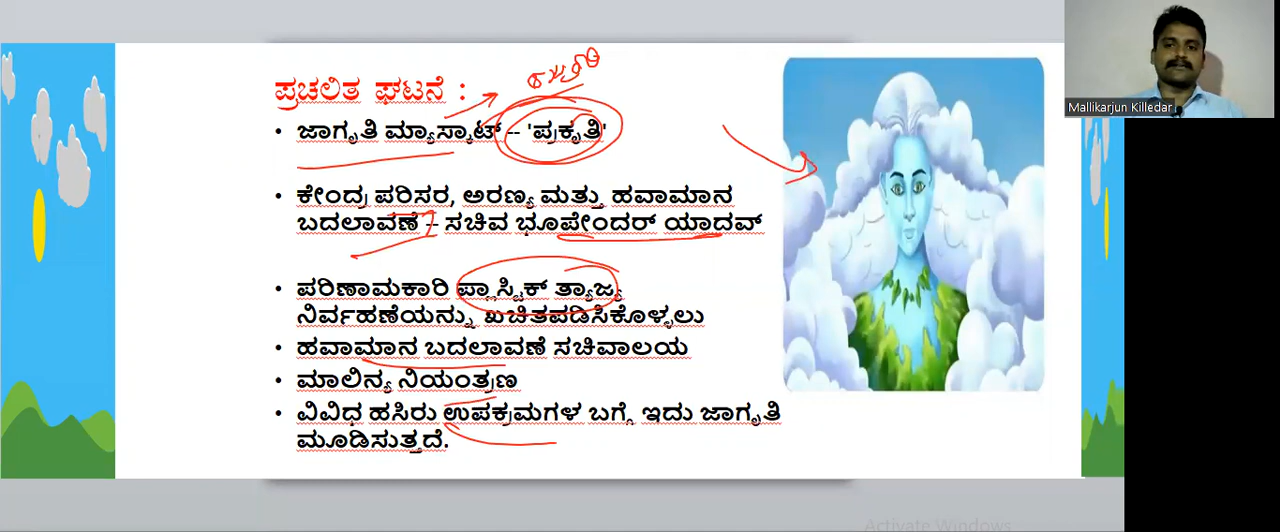 ಪ್ರಚಲಿತ ಘಟನೆ :
• ಜಾಗೃತಿ ಮ್ಯಾಸ್ಕಾಟ್ -- 'ಪ್ರಕೃತಿ'
• ಕೇಂದ್ರ ಪರಿಸರ, ಅರಣ್ಯ ಮತ್ತು ಹವಾಮಾನ
ಬದಲಾವಣೆ -- ಸಚಿವ ಭೂಪೇಂದರ್ ಯಾದವ್
• ಪರಿಣಾಮಕಾರಿ ಪ್ಲಾಸ್ಟಿಕ್ ತ್ಯಾಜ್ಯ
ನಿರ್ವಹಣೆಯನ್ನು ಖಚಿತಪಡಿಸಿಕೊಳ್ಳಲು
• ಹವಾಮಾನ ಬದಲಾವಣೆ ಸಚಿವಾಲಯ
• ಮಾಲಿನ್ಯ ನಿಯಂತ್ರಣ
• ವಿವಿಧ ಹಸಿರು ಉಪಕ್ರಮಗಳ ಬಗ್ಗೆ ಇದು ಜಾಗೃತಿ
ಮೂಡಿಸುತ್ತದೆ.
Mallikarjun Killedar
Activate Windows